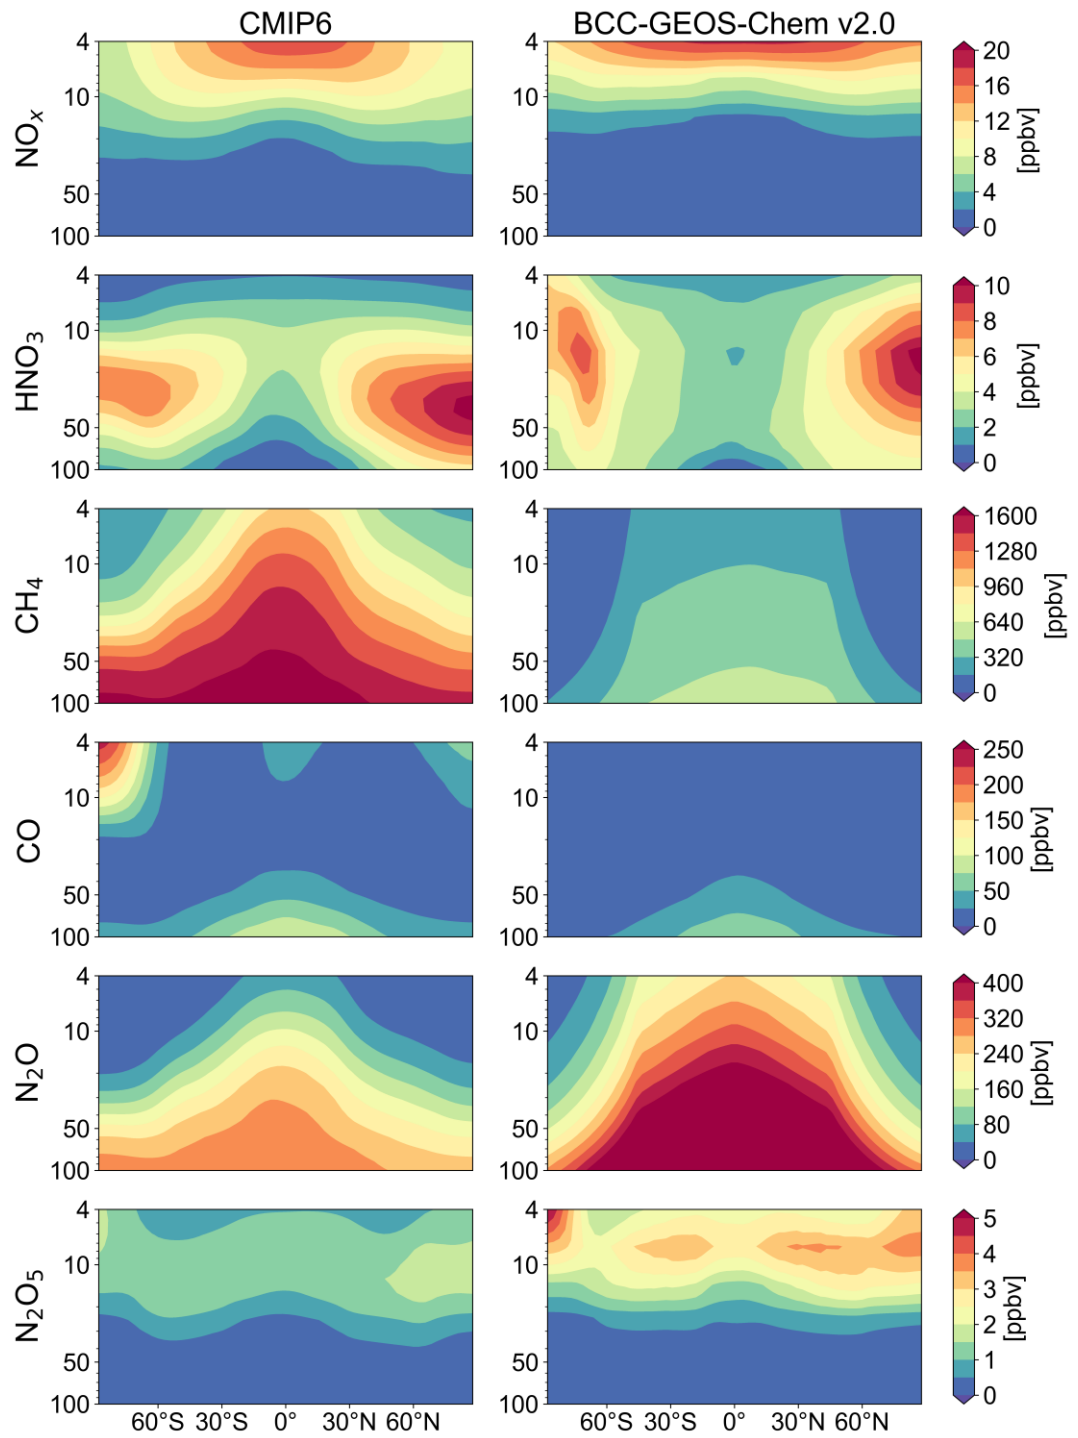 CMIP6 BCC-GEOS-Chem v2.0
NOₓ 4 10 50 100 4 10 50 100 20 16 12 8 4 0 [ppbv]
HNO₃ 4 10 50 100 4 10 50 100 10 8 6 4 2 0 [ppbv]
CH₄ 4 10 50 100 4 10 50 100 1600 1280 960 640 320 0 [ppbv]
CO 4 10 50 100 4 10 50 100 250 200 150 100 50 0 [ppbv]
N₂O 4 10 50 100 4 10 50 100 400 320 240 160 80 0 [ppbv]
N₂O₅ 4 10 50 100 4 10 50 100 5 4 3 2 1 0 [ppbv]
60°S 30°S 0° 30°N 60°N 60°S 30°S 0° 30°N 60°N